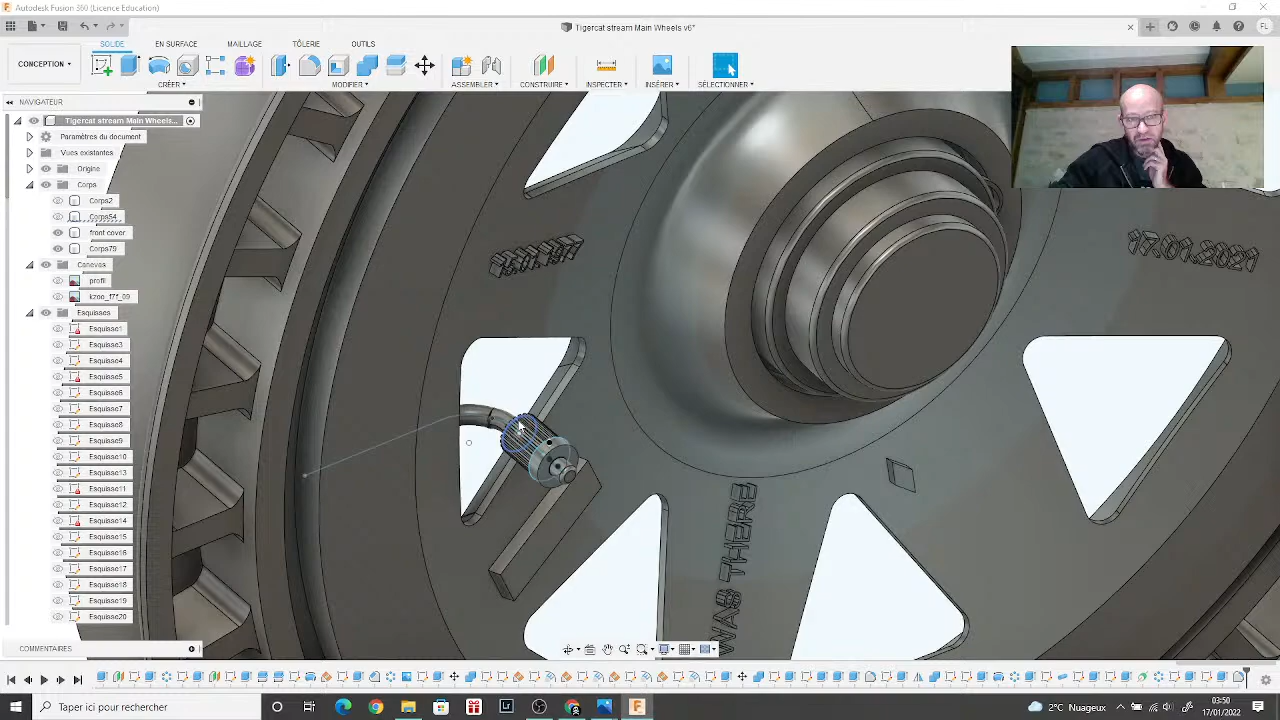 Autodesk Fusion 360 (Licence Education)
Tigercat stream Main Wheels v6*
FL
SOLIDE
EN SURFACE
MAILLAGE
TÔLERIE
OUTILS
CONCEPTION
CRÉER
MODIFIER
ASSEMBLER
CONSTRUIRE
INSPECTER
INSÉRER
SÉLECTIONNER
NAVIGATEUR
Tigercat stream Main Wheels...
Paramètres du document
Vues existantes
Origine
Corps
Corps2
Corps54
front cover
Corps79
Canevas
profil
kzoo_f7f_09
Esquisses
Esquisse1
Esquisse3
Esquisse4
Esquisse5
Esquisse6
Esquisse7
Esquisse8
Esquisse9
Esquisse10
Esquisse13
Esquisse11
Esquisse12
Esquisse14
Esquisse15
Esquisse16
Esquisse17
Esquisse18
Esquisse19
Esquisse20
17.01.2021
WAS THERE
COMMENTAIRES
Taper ici pour rechercher
2°C Nuageux
03:50
17/01/2022